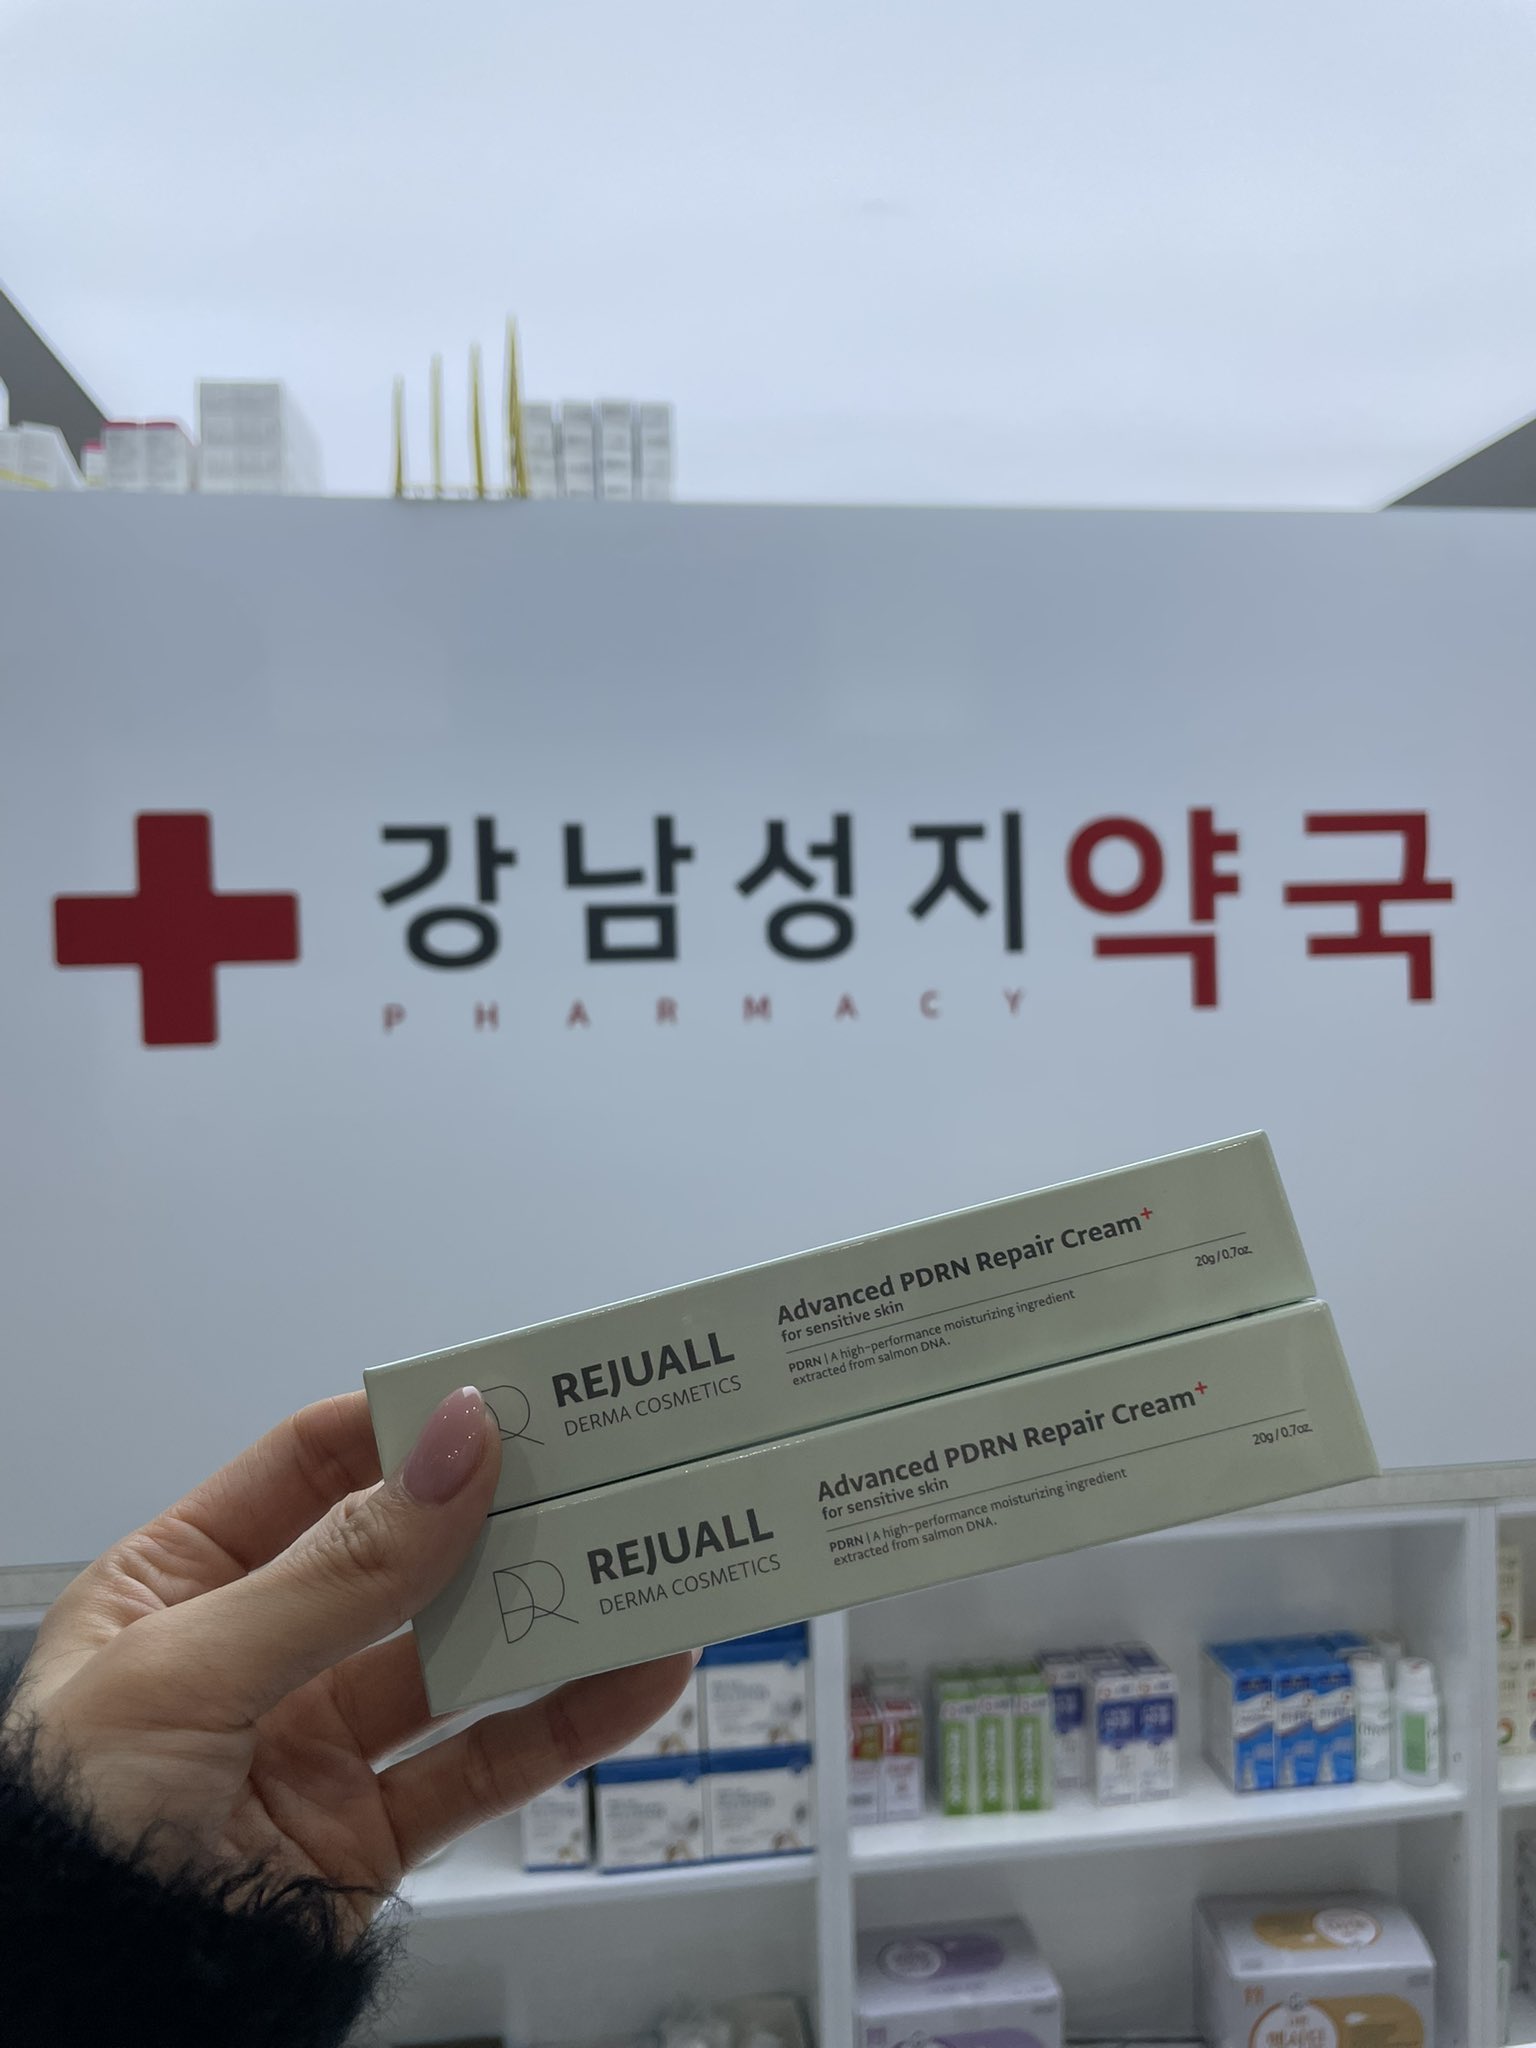 강남성지약국
PHARMACY
REJUALL
DERMA COSMETICS
Advanced PDRN Repair Cream+
for sensitive skin
20g / 0.7oz.
PDRN | A high-performance moisturizing ingredient
extracted from salmon DNA.
REJUALL
DERMA COSMETICS
Advanced PDRN Repair Cream+
for sensitive skin
20g / 0.7oz.
PDRN | A high-performance moisturizing ingredient
extracted from salmon DNA.